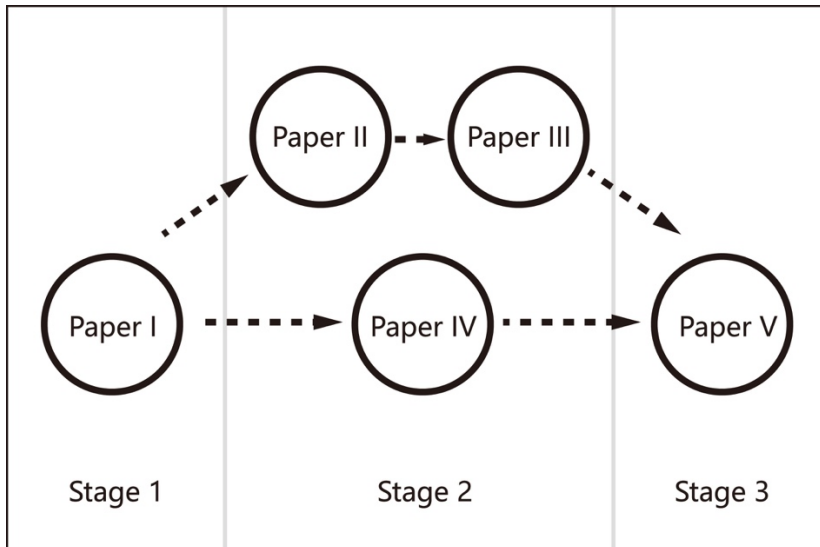 Paper II
Paper III
Paper I
Paper IV
Paper V
Stage 1
Stage 2
Stage 3